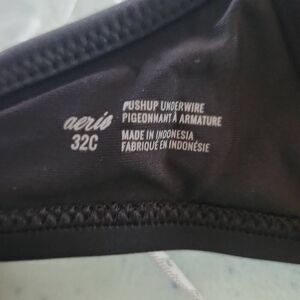 aerie
32C
PUSHUP UNDERWIRE
PIGEONNANT À ARMATURE
MADE IN INDONESIA
FABRIQUÉ EN INDONÉSIE